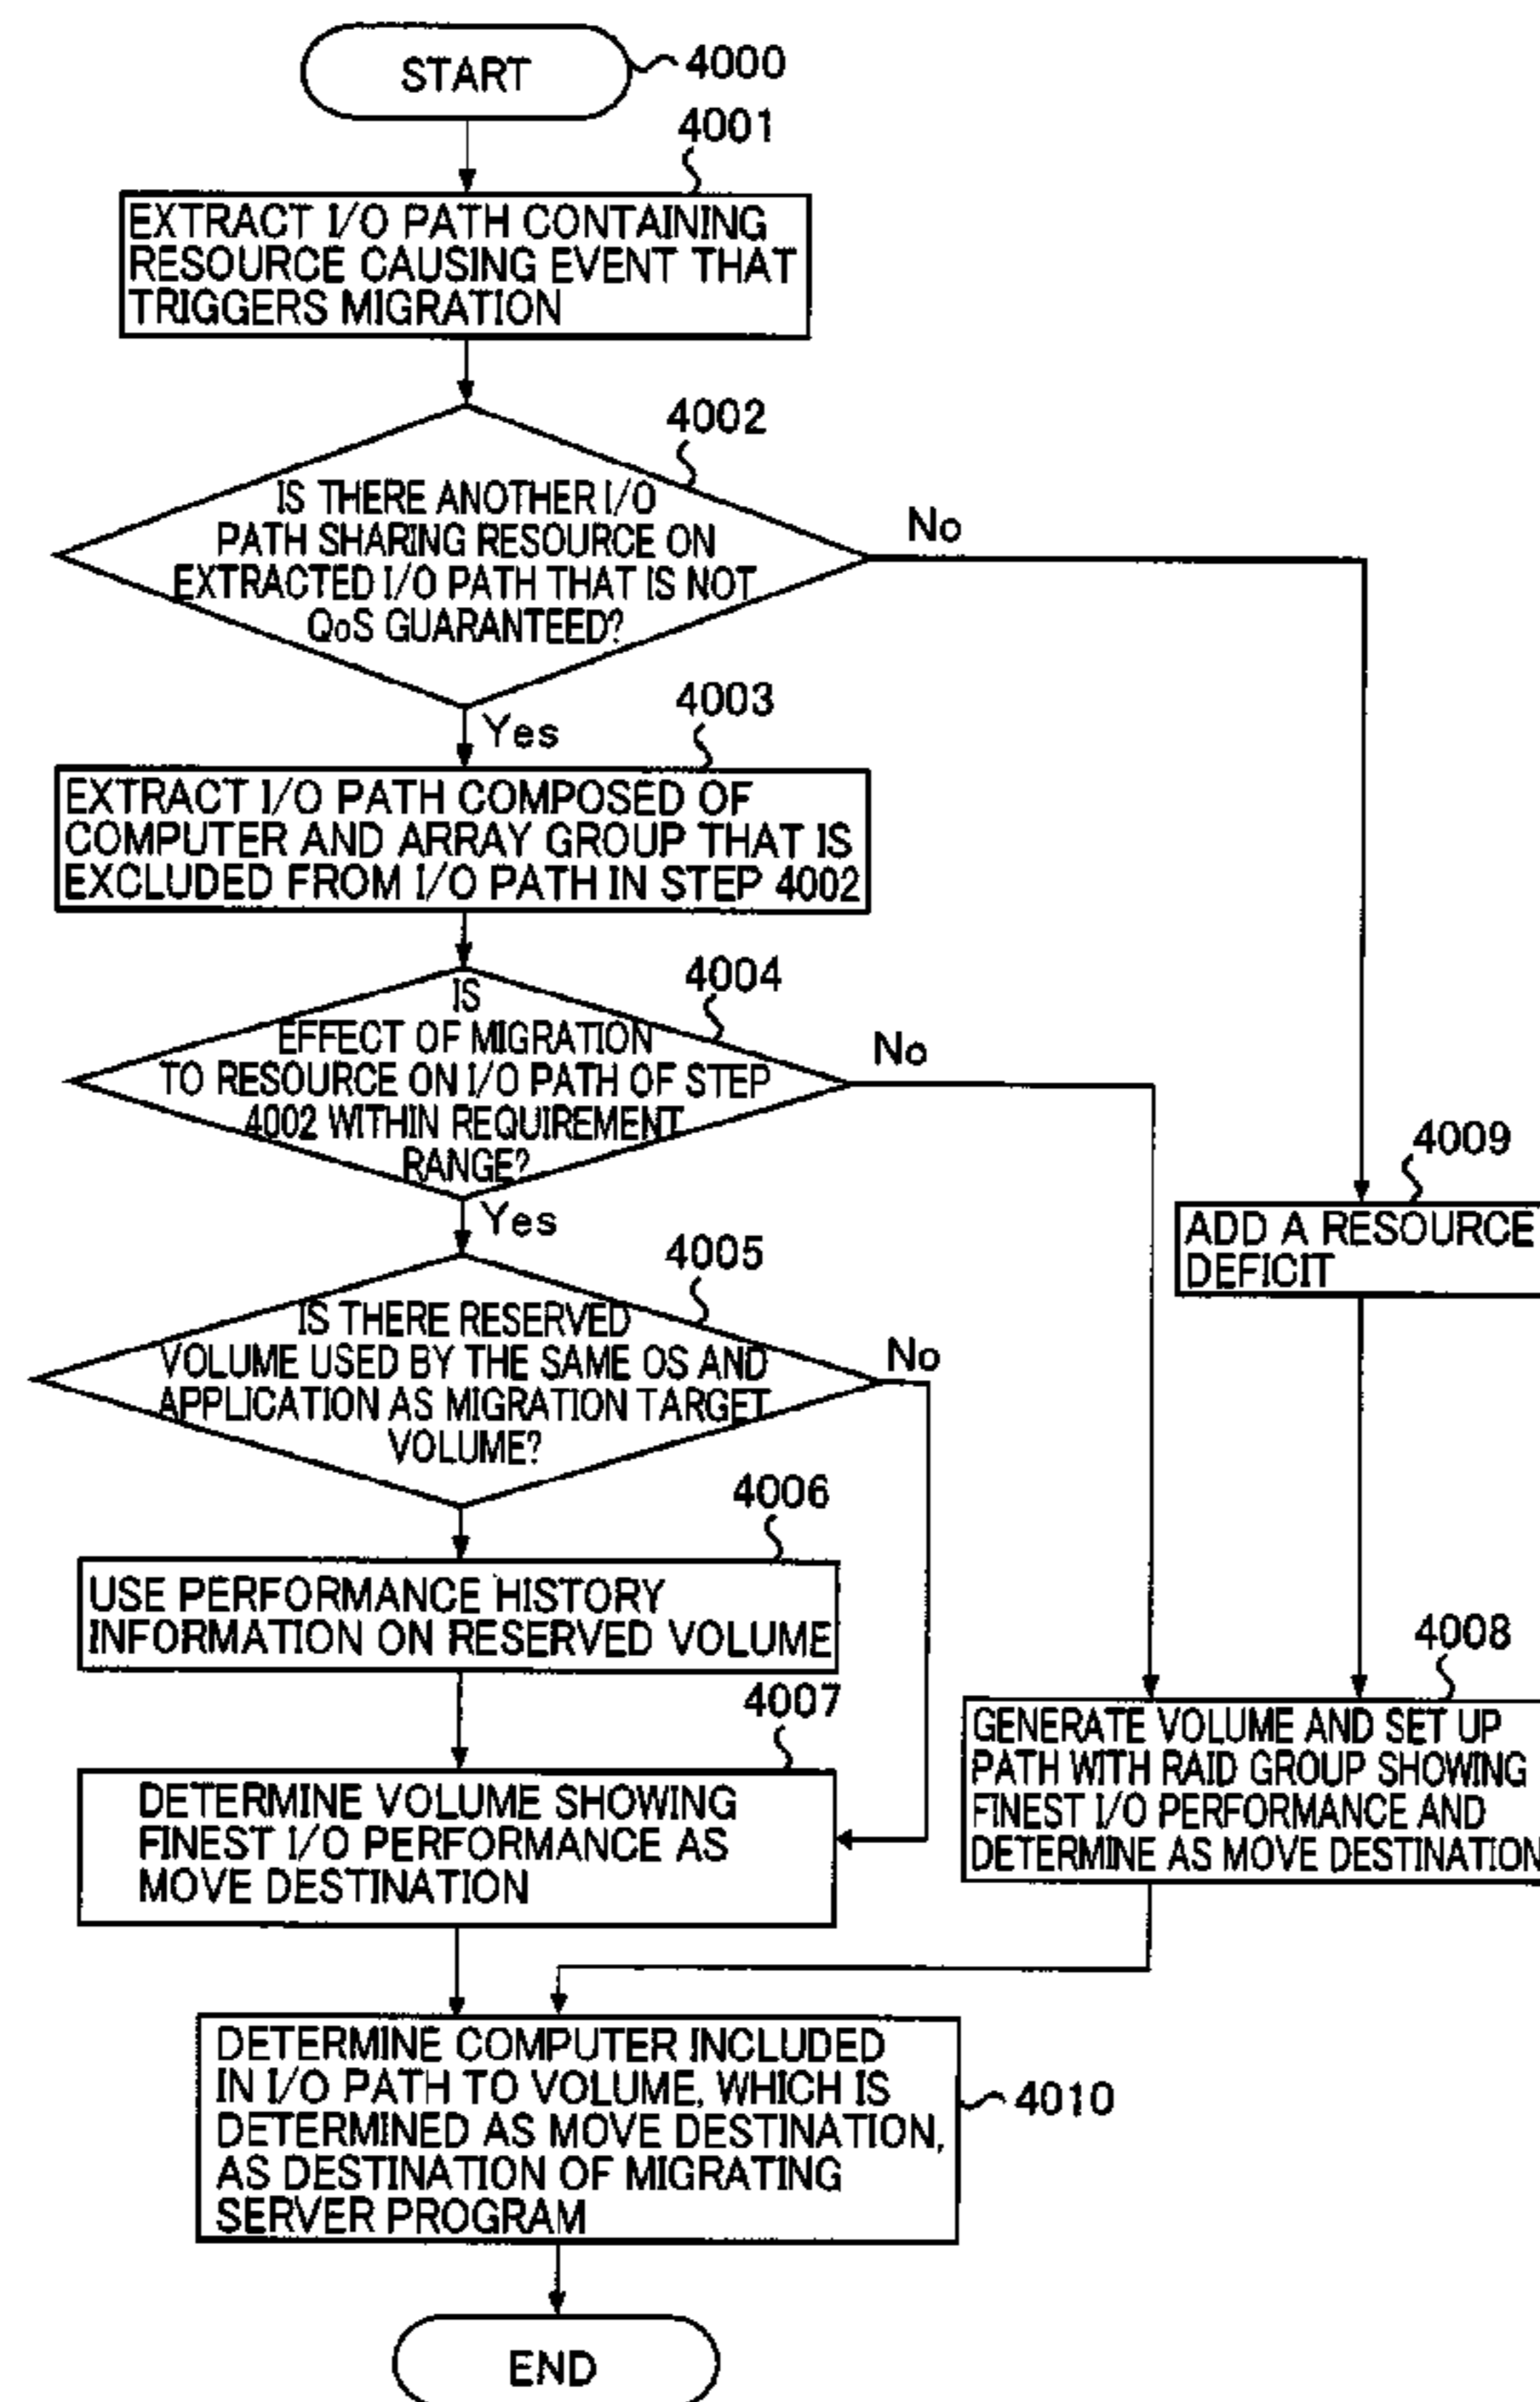 START
4000
4001
EXTRACT I/O PATH CONTAINING
RESOURCE CAUSING EVENT THAT
TRIGGERS MIGRATION
4002
IS THERE ANOTHER I/O
PATH SHARING RESOURCE ON
EXTRACTED I/O PATH THAT IS NOT
QoS GUARANTEED?
No
Yes
4003
EXTRACT I/O PATH COMPOSED OF
COMPUTER AND ARRAY GROUP THAT IS
EXCLUDED FROM I/O PATH IN STEP 4002
4004
IS
EFFECT OF MIGRATION
TO RESOURCE ON I/O PATH OF STEP
4002 WITHIN REQUIREMENT
RANGE?
No
Yes
4009
ADD A RESOURCE
DEFICIT
4005
IS THERE RESERVED
VOLUME USED BY THE SAME OS AND
APPLICATION AS MIGRATION TARGET
VOLUME?
No
4006
USE PERFORMANCE HISTORY
INFORMATION ON RESERVED VOLUME
4007
DETERMINE VOLUME SHOWING
FINEST I/O PERFORMANCE AS
MOVE DESTINATION
4008
GENERATE VOLUME AND SET UP
PATH WITH RAID GROUP SHOWING
FINEST I/O PERFORMANCE AND
DETERMINE AS MOVE DESTINATION
DETERMINE COMPUTER INCLUDED
IN I/O PATH TO VOLUME, WHICH IS
DETERMINED AS MOVE DESTINATION,
AS DESTINATION OF MIGRATING
SERVER PROGRAM
4010
END